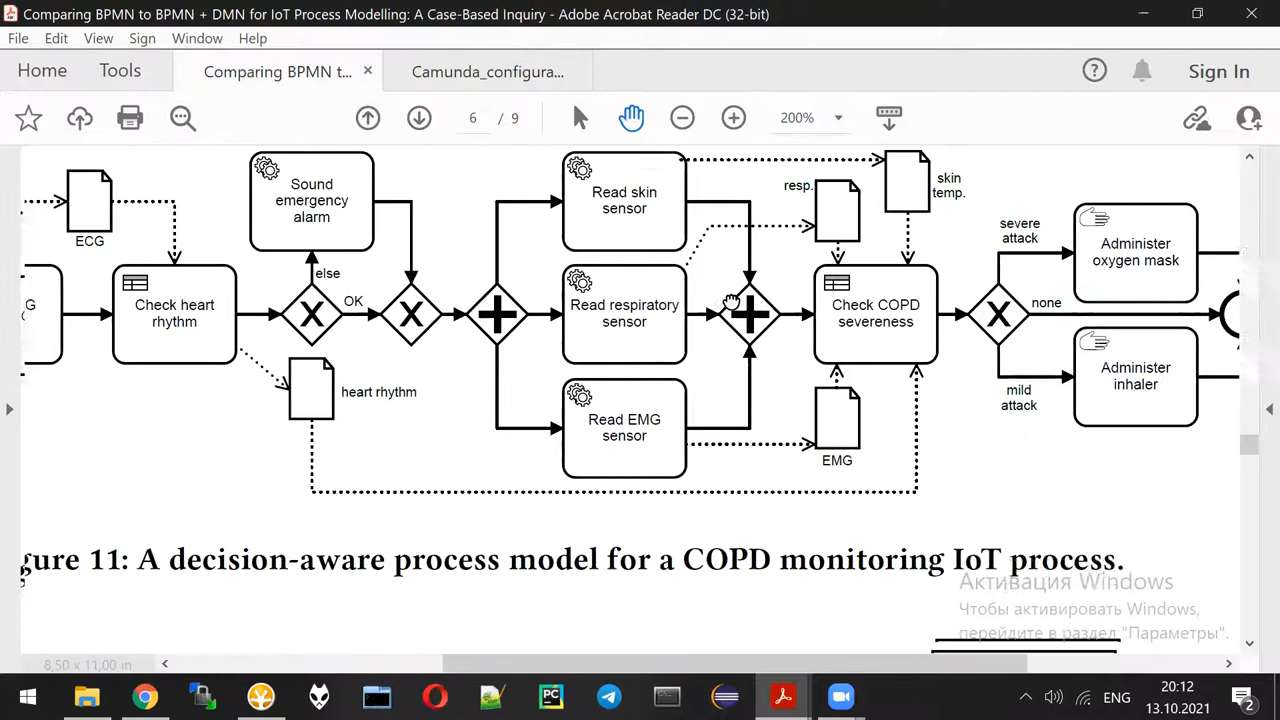 Comparing BPMN to BPMN + DMN for IoT Process Modelling: A Case-Based Inquiry - Adobe Acrobat Reader DC (32-bit)
File Edit View Sign Window Help
Home Tools Comparing BPMN t... × Camunda_configura... Sign In
6 / 9 200%
ECG
Sound
emergency
alarm
Read skin
sensor
resp.
skin
temp.
severe
attack
Administer
oxygen mask
else
G
Check heart
rhythm
X
OK
X
Read respiratory
sensor
Check COPD
severeness
X
none
heart rhythm
Read EMG
sensor
EMG
mild
attack
Administer
inhaler
gure 11: A decision-aware process model for a COPD monitoring IoT process.
Активация Windows
Чтобы активировать Windows,
перейдите в раздел "Параметры".
8,50 x 11,00 in
PC
ENG
20:12
13.10.2021
2